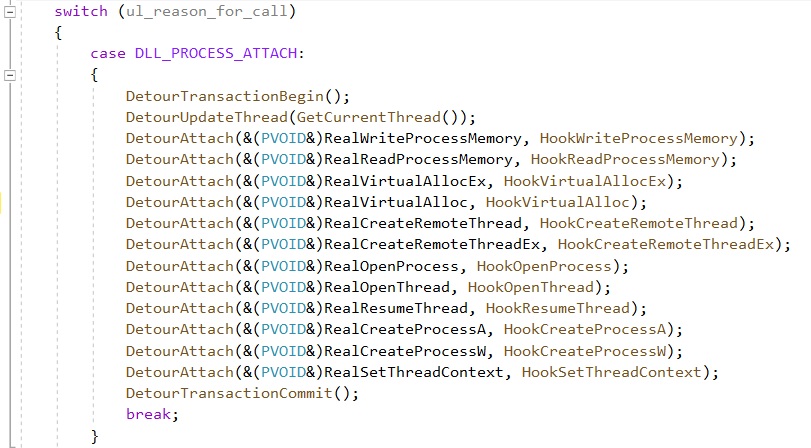 switch (ul_reason_for_call)
{
case DLL_PROCESS_ATTACH:
{
DetourTransactionBegin();
DetourUpdateThread(GetCurrentThread());
DetourAttach(&(PVOID&)RealWriteProcessMemory, HookWriteProcessMemory);
DetourAttach(&(PVOID&)RealReadProcessMemory, HookReadProcessMemory);
DetourAttach(&(PVOID&)RealVirtualAllocEx, HookVirtualAllocEx);
DetourAttach(&(PVOID&)RealVirtualAlloc, HookVirtualAlloc);
DetourAttach(&(PVOID&)RealCreateRemoteThread, HookCreateRemoteThread);
DetourAttach(&(PVOID&)RealCreateRemoteThreadEx, HookCreateRemoteThreadEx);
DetourAttach(&(PVOID&)RealOpenProcess, HookOpenProcess);
DetourAttach(&(PVOID&)RealOpenThread, HookOpenThread);
DetourAttach(&(PVOID&)RealResumeThread, HookResumeThread);
DetourAttach(&(PVOID&)RealCreateProcessA, HookCreateProcessA);
DetourAttach(&(PVOID&)RealCreateProcessW, HookCreateProcessW);
DetourAttach(&(PVOID&)RealSetThreadContext, HookSetThreadContext);
DetourTransactionCommit();
break;
}